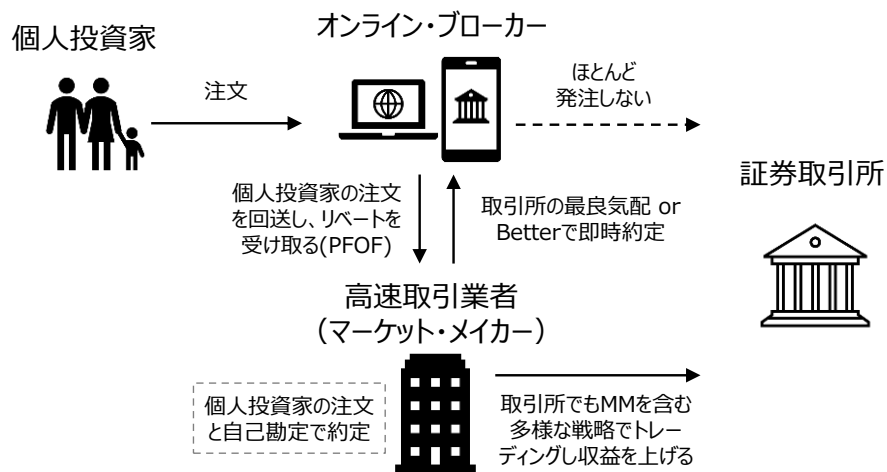 個人投資家
オンライン・ブローカー
注文
ほとんど
発注しない
証券取引所
個人投資家の注文
を回送し、リベートを
受け取る(PFOF)
取引所の最良気配 or
Betterで即時約定
高速取引業者
（マーケット・メイカー）
個人投資家の注文
と自己勘定で約定
取引所でもMMを含む
多様な戦略でトレー
ディングし収益を上げる